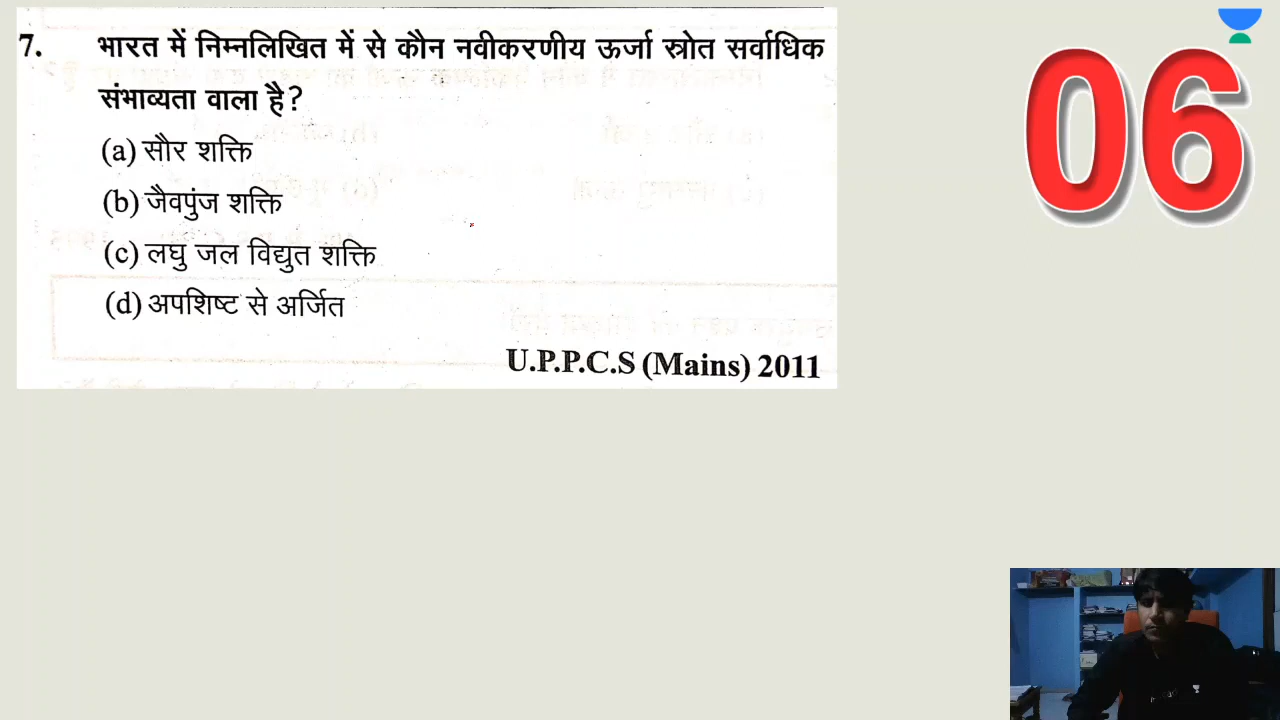 7. भारत में निम्नलिखित में से कौन नवीकरणीय ऊर्जा स्त्रोत सर्वाधिक
संभाव्यता वाला है?
(a) सौर शक्ति
(b) जैवपुंज शक्ति
(c) लघु जल विद्युत शक्ति
(d) अपशिष्ट से अर्जित
U.P.P.C.S (Mains) 2011
06